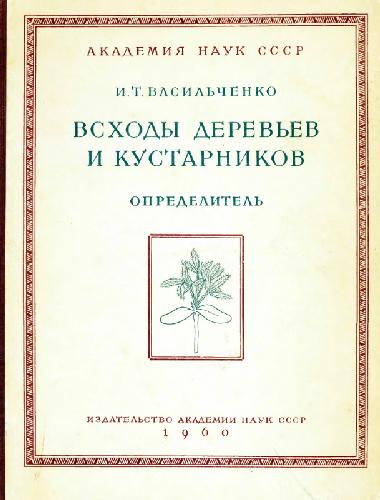 АКАДЕМИЯ НАУК СССР
И.Т.ВАСИЛЬЧЕНКО
ВСХОДЫ ДЕРЕВЬЕВ
И КУСТАРНИКОВ
ОПРЕДЕЛИТЕЛЬ
ИЗДАТЕЛЬСТВО АКАДЕМИИ НАУК СССР
1960